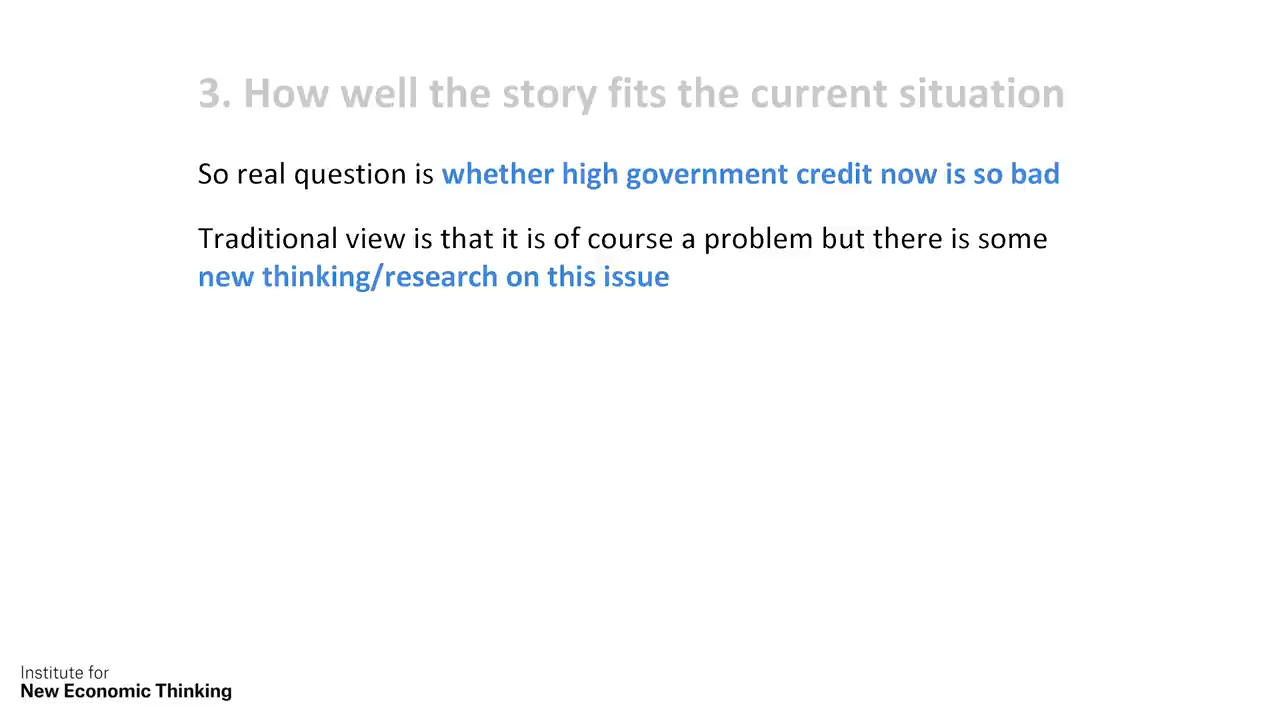 3. How well the story fits the current situation
So real question is whether high government credit now is so bad
Traditional view is that it is of course a problem but there is some
new thinking/research on this issue
Institute for
New Economic Thinking